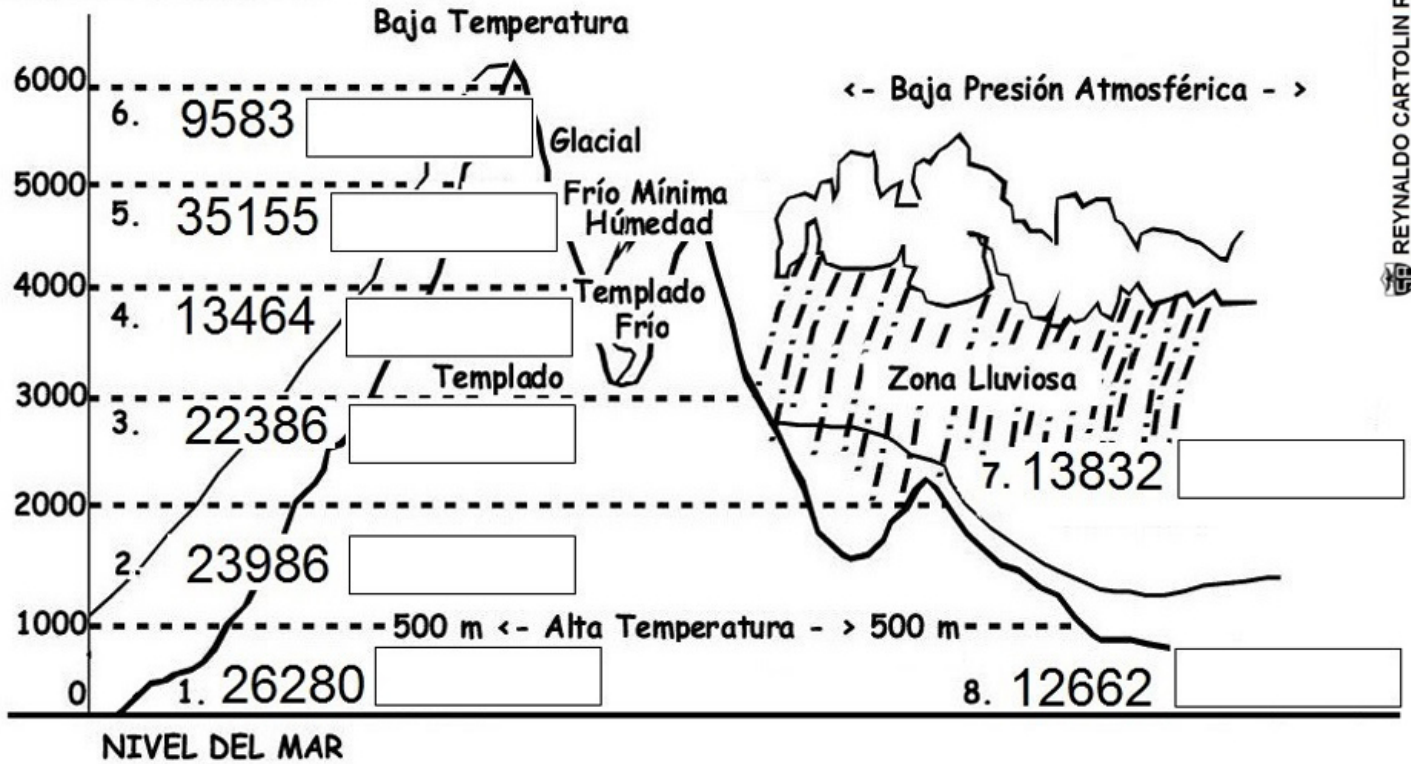 Baja Temperatura
6000
<- Baja Presión Atmosférica - >
6. 9583
Glacial
5000
5. 35155
Frío Mínima
Húmedad
4000
4. 13464
Templado
Frío
Templado
Zona Lluviosa
3000
3. 22386
7. 13832
2000
2. 23986
1000
500 m <- Alta Temperatura - > 500 m
0
1. 26280
8. 12662
NIVEL DEL MAR
REYNALDO CARTOLIN